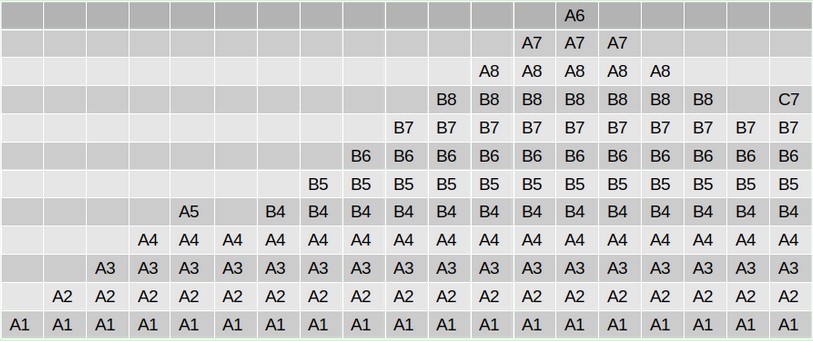 A6
A7 A7 A7
A8 A8 A8 A8 A8
B8 B8 B8 B8 B8 B8 B8 C7
B7 B7 B7 B7 B7 B7 B7 B7 B7 B7
B6 B6 B6 B6 B6 B6 B6 B6 B6 B6 B6
B5 B5 B5 B5 B5 B5 B5 B5 B5 B5 B5 B5
A5 B4 B4 B4 B4 B4 B4 B4 B4 B4 B4 B4 B4 B4
A4 A4 A4 A4 A4 A4 A4 A4 A4 A4 A4 A4 A4 A4 A4 A4
A3 A3 A3 A3 A3 A3 A3 A3 A3 A3 A3 A3 A3 A3 A3 A3 A3
A2 A2 A2 A2 A2 A2 A2 A2 A2 A2 A2 A2 A2 A2 A2 A2 A2 A2
A1 A1 A1 A1 A1 A1 A1 A1 A1 A1 A1 A1 A1 A1 A1 A1 A1 A1 A1